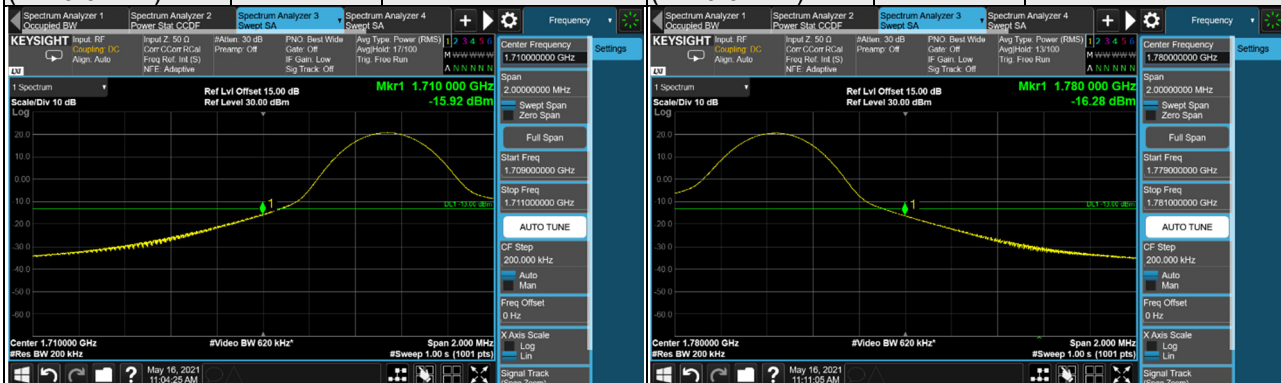 Spectrum Analyzer 1
Occupied BW
Spectrum Analyzer 2
Power Stat CCDF
Spectrum Analyzer 3
Swept SA
Spectrum Analyzer 4
Swept SA
Frequency
KEYSIGHT
Input: RF
Coupling: DC
Align: Auto
Input Z: 50 Ω
Corr CCorr RCal
Freq Ref: Int (S)
NFE: Adaptive
#Atten: 30 dB
Preamp: Off
PNO: Best Wide
Gate: Off
IF Gain: Low
Sig Track: Off
Avg Type: Power (RMS)
Avg|Hold: 17/100
Trig: Free Run
1 2 3 4 5 6
M W W W W W
A N N N N N
LXI
1 Spectrum
Scale/Div 10 dB
Log
Ref Lvl Offset 15.00 dB
Ref Level 30.00 dBm
Mkr1 1.710 000 GHz
-15.92 dBm
20.0
10.0
0.00
-10.0
-20.0
-30.0
-40.0
-50.0
-60.0
1
DL1 -13.00 dBm
Center 1.710000 GHz
#Res BW 200 kHz
#Video BW 620 kHz*
Span 2.000 MHz
#Sweep 1.00 s (1001 pts)
May 16, 2021
11:04:25 AM
Center Frequency
1.710000000 GHz
Settings
Span
2.00000000 MHz
Swept Span
Zero Span
Full Span
Start Freq
1.709000000 GHz
Stop Freq
1.711000000 GHz
AUTO TUNE
CF Step
200.000 kHz
Auto
Man
Freq Offset
0 Hz
X Axis Scale
Log
Lin
Signal Track
(Span Zoom)
Spectrum Analyzer 1
Occupied BW
Spectrum Analyzer 2
Power Stat CCDF
Spectrum Analyzer 3
Swept SA
Spectrum Analyzer 4
Swept SA
Frequency
KEYSIGHT
Input: RF
Coupling: DC
Align: Auto
Input Z: 50 Ω
Corr CCorr RCal
Freq Ref: Int (S)
NFE: Adaptive
#Atten: 30 dB
Preamp: Off
PNO: Best Wide
Gate: Off
IF Gain: Low
Sig Track: Off
Avg Type: Power (RMS)
Avg|Hold: 13/100
Trig: Free Run
1 2 3 4 5 6
M W W W W W
A N N N N N
LXI
1 Spectrum
Scale/Div 10 dB
Log
Ref Lvl Offset 15.00 dB
Ref Level 30.00 dBm
Mkr1 1.780 000 GHz
-16.28 dBm
20.0
10.0
0.00
-10.0
-20.0
-30.0
-40.0
-50.0
-60.0
1
DL1 -13.00 dBm
Center 1.780000 GHz
#Res BW 200 kHz
#Video BW 620 kHz*
Span 2.000 MHz
#Sweep 1.00 s (1001 pts)
May 16, 2021
11:11:05 AM
Center Frequency
1.780000000 GHz
Settings
Span
2.00000000 MHz
Swept Span
Zero Span
Full Span
Start Freq
1.779000000 GHz
Stop Freq
1.781000000 GHz
AUTO TUNE
CF Step
200.000 kHz
Auto
Man
Freq Offset
0 Hz
X Axis Scale
Log
Lin
Signal Track
(Span Zoom)